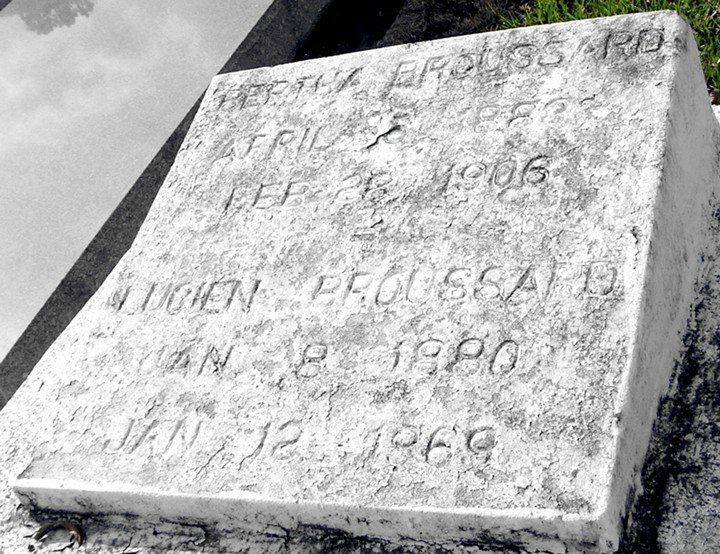 BERTHA BROUSSARD
APRIL
FEB 28 1906
LUCIEN BROUSSARD
JAN 8 1880
JAN 12 1969